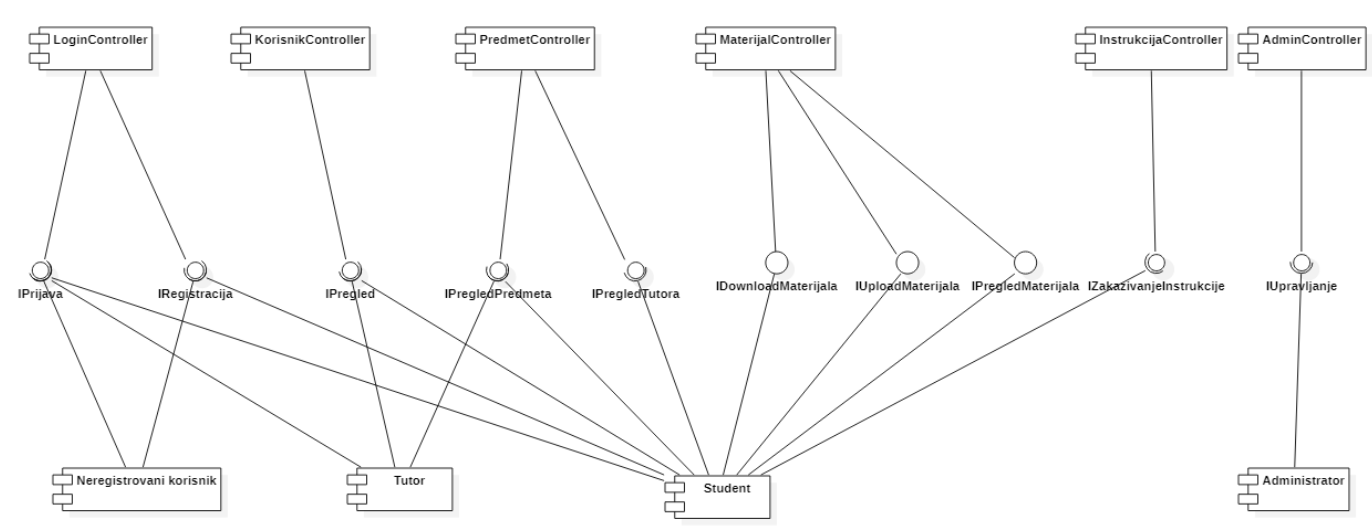 LoginController
KorisnikController
PredmetController
MaterijalController
InstrukcijaController
AdminController
IPrijava
IRegistracija
IPregled
IPregledPredmeta
IPregledTutora
IDownloadMaterijala
IUploadMaterijala
IPregledMaterijala
IZakazivanjeInstrukcije
IUpravljanje
Neregistrovani korisnik
Tutor
Student
Administrator